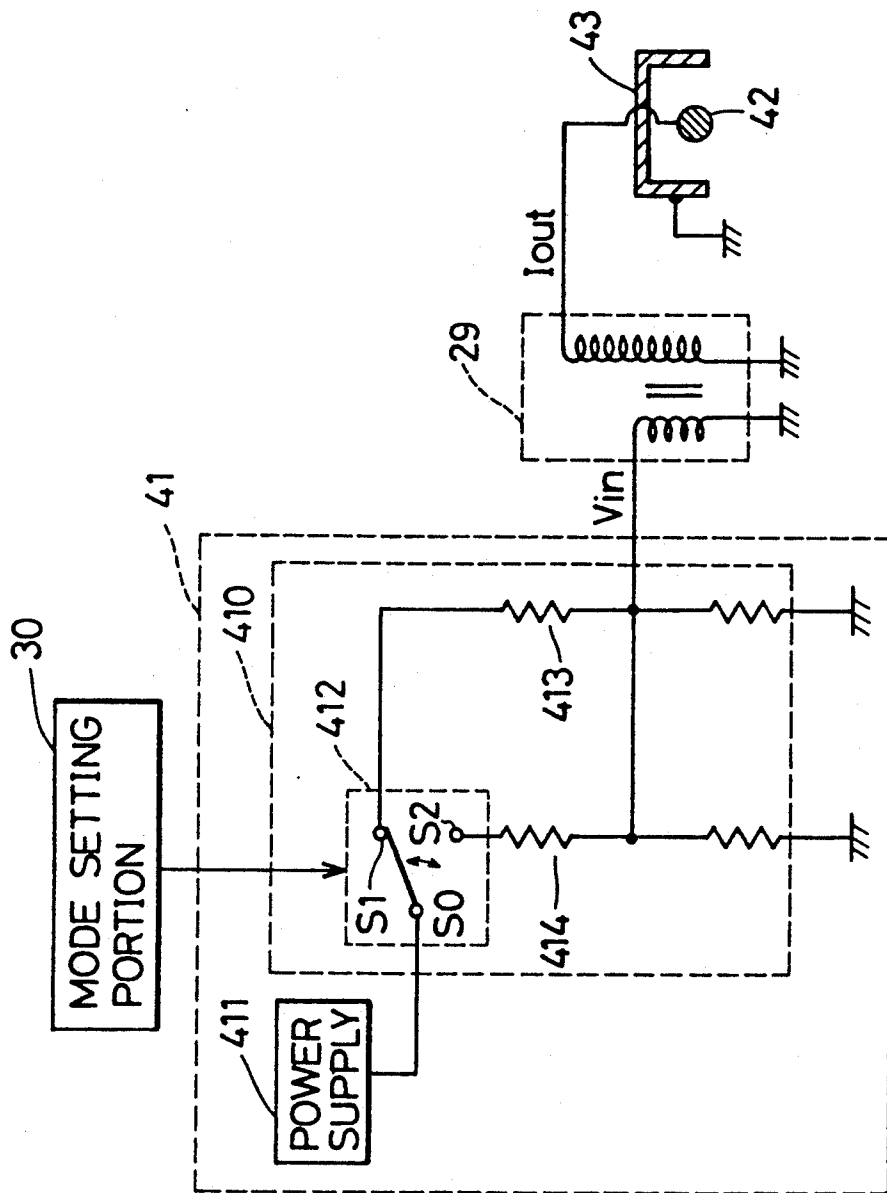 30
MODE SETTING
PORTION
41
410
412
411
POWER
SUPPLY
S1
S2
S0
413
414
29
Vin
Iout
43
42